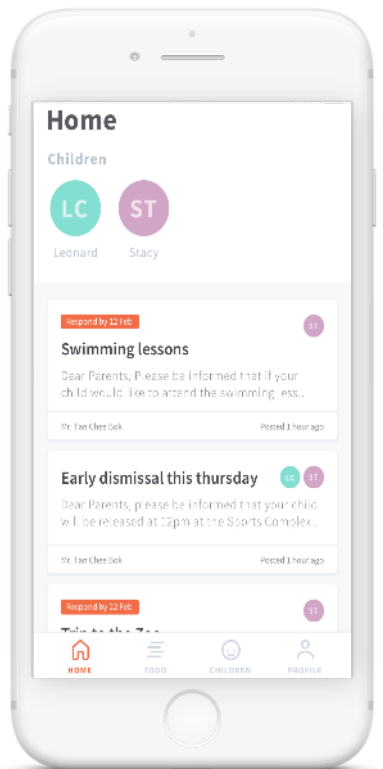 Home
Children
LC ST
Leonard Stacy
Respond by 12 Feb ST
Swimming lessons
Dear Parents, Please be informed that if your
child would like to attend the swimming less..
Mr. Tan Chee Bok Posted 1 hour ago
Early dismissal this thursday LC ST
Dear Parents, please be informed that your child
will be released at 12pm at the Sports Complex..
Mr. Tan Chee Bok Posted 1 hour ago
Respond by 22 Feb ST
Trip to the Zoo
HOME TODO CHILDREN PROFILE